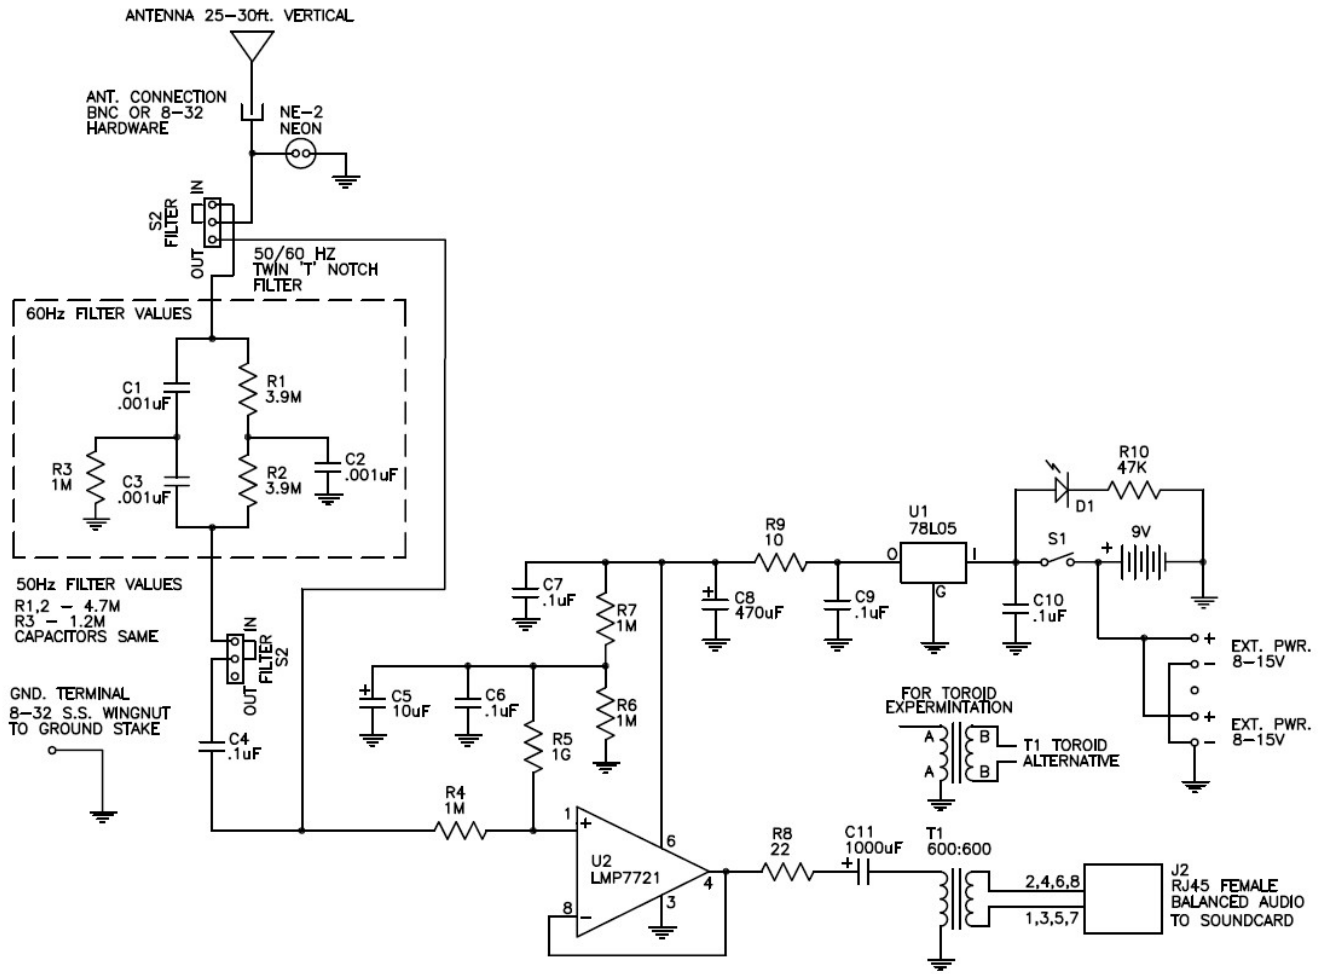 ANTENNA 25-30ft. VERTICAL
ANT. CONNECTION
BNC OR 8-32
HARDWARE
NE-2
NEON
IN
S2
FILTER
OUT
50/60 HZ
TWIN 'T' NOTCH
FILTER
60Hz FILTER VALUES
C1
.001uF
R1
3.9M
R3
1M
C3
.001uF
R2
3.9M
C2
.001uF
50Hz FILTER VALUES
R1,2 - 4.7M
R3 - 1.2M
CAPACITORS SAME
IN
FILTER
S2
OUT
GND. TERMINAL
8-32 S.S. WINGNUT
TO GROUND STAKE
C4
.1uF
C7
.1uF
R7
1M
C5
10uF
C6
.1uF
R6
1M
R5
1G
R4
1M
C8
470uF
R9
10
C9
.1uF
U1
78L05
O
I
G
R10
47K
D1
S1
9V
+
C10
.1uF
+
-
EXT. PWR.
8-15V
+
-
EXT. PWR.
8-15V
FOR TOROID
EXPERMINTATION
A
B
A
B
T1 TOROID
ALTERNATIVE
1
+
U2
LMP7721
6
4
3
8
-
R8
22
C11
1000uF
+
T1
600:600
2,4,6,8
1,3,5,7
J2
RJ45 FEMALE
BALANCED AUDIO
TO SOUNDCARD